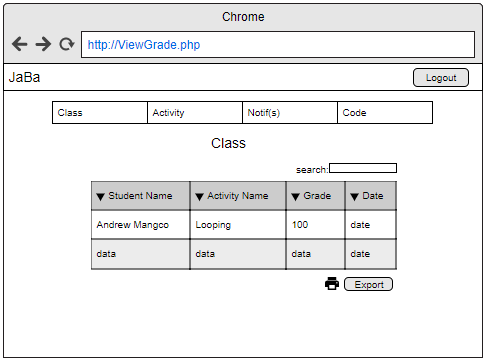 Chrome
http://ViewGrade.php
JaBa Logout
Class Activity Notif(s) Code
Class
search:
Student Name Activity Name Grade Date
Andrew Mangco Looping 100 date
data data data date
Export